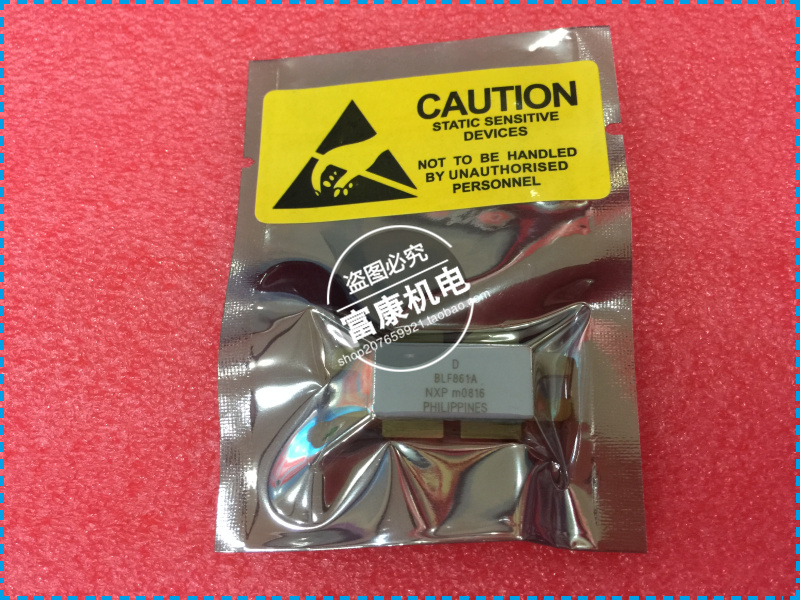 CAUTION
STATIC SENSITIVE
DEVICES
NOT TO BE HANDLED
BY UNAUTHORISED
PERSONNEL
盗图必究
富康机电
shop207659921.taobao.com
D
BLF861A
NXP m0816
PHILIPPINES